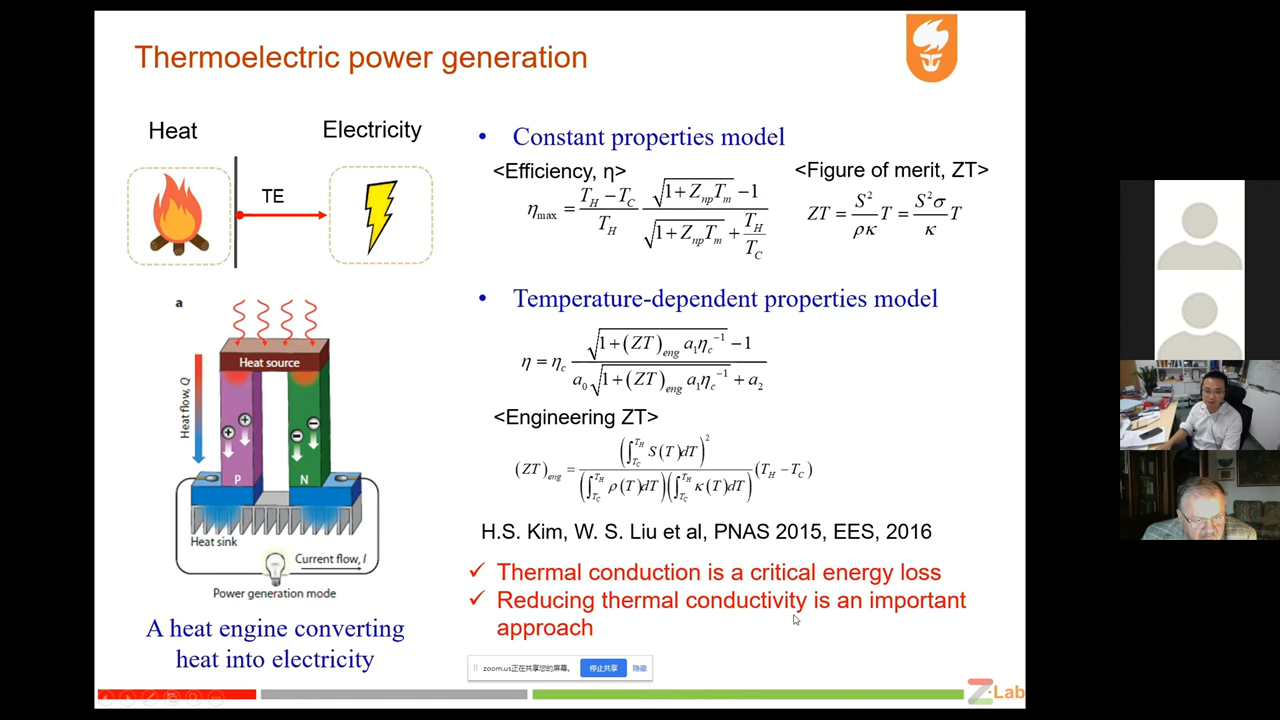 Thermoelectric power generation
Heat
Electricity
TE
• Constant properties model
<Efficiency, η>
<Figure of merit, ZT>
η_max = (T_H − T_C)/T_H · (√(1 + Z_np T_m) − 1)/(√(1 + Z_np T_m) + T_H/T_C)
ZT = S²/(ρκ) T = S²σ/κ T
a
Heat source
Heat flow, Q
P
N
Heat sink
Current flow, I
Power generation mode
A heat engine converting
heat into electricity
• Temperature-dependent properties model
η = η_c (√(1 + (ZT)_eng a₁η_c⁻¹) − 1)/(a₀√(1 + (ZT)_eng a₁η_c⁻¹) + a₂)
<Engineering ZT>
(ZT)_eng = (∫_{T_C}^{T_H} S(T)dT)²/((∫_{T_C}^{T_H} ρ(T)dT)(∫_{T_C}^{T_H} κ(T)dT)) (T_H − T_C)
H.S. Kim, W. S. Liu et al, PNAS 2015, EES, 2016
✓ Thermal conduction is a critical energy loss
✓ Reducing thermal conductivity is an important
approach
zoom.us正在共享您的屏幕。 停止共享 隐藏
Z·Lab